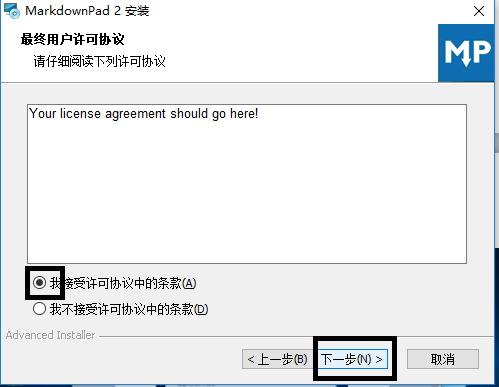 MarkdownPad 2 安装
最终用户许可协议
请仔细阅读下列许可协议
MP
Your license agreement should go here!
我接受许可协议中的条款(A)
我不接受许可协议中的条款(D)
Advanced Installer
< 上一步(B)
下一步(N) >
取消